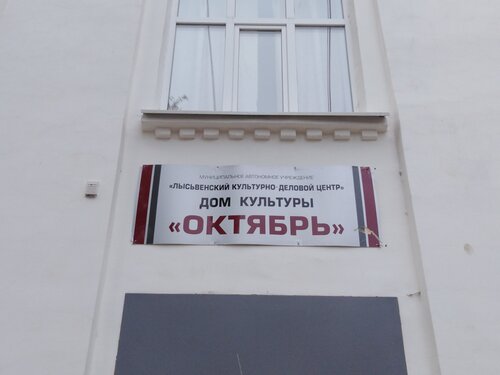 МУНИЦИПАЛЬНОЕ АВТОНОМНОЕ УЧРЕЖДЕНИЕ
«ЛЫСЬВЕНСКИЙ КУЛЬТУРНО-ДЕЛОВОЙ ЦЕНТР»
ДОМ КУЛЬТУРЫ
«ОКТЯБРЬ»